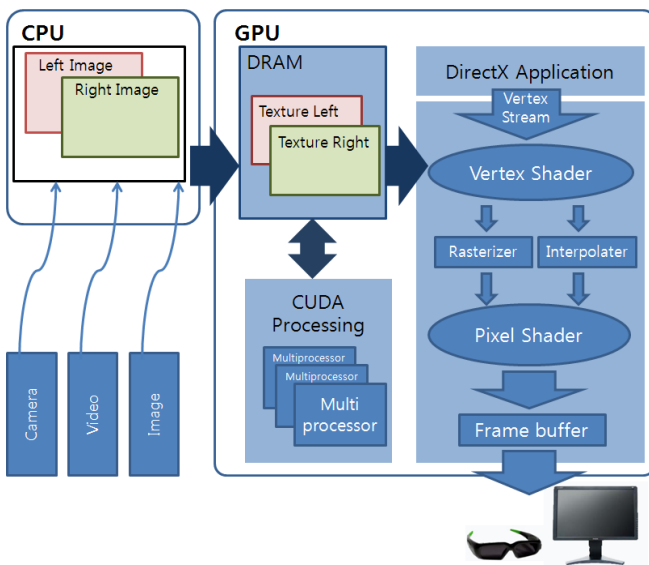 CPU
Left Image
Right Image
Camera
Video
Image
GPU
DRAM
Texture Left
Texture Right
CUDA
Processing
Multiprocessor
Multiprocessor
Multi
processor
DirectX Application
Vertex
Stream
Vertex Shader
Rasterizer
Interpolater
Pixel Shader
Frame buffer